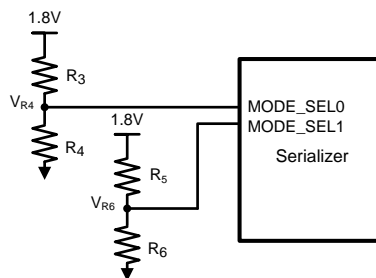 1.8V
R3
VR4
R4
1.8V
R5
VR6
R6
MODE_SEL0
MODE_SEL1
Serializer